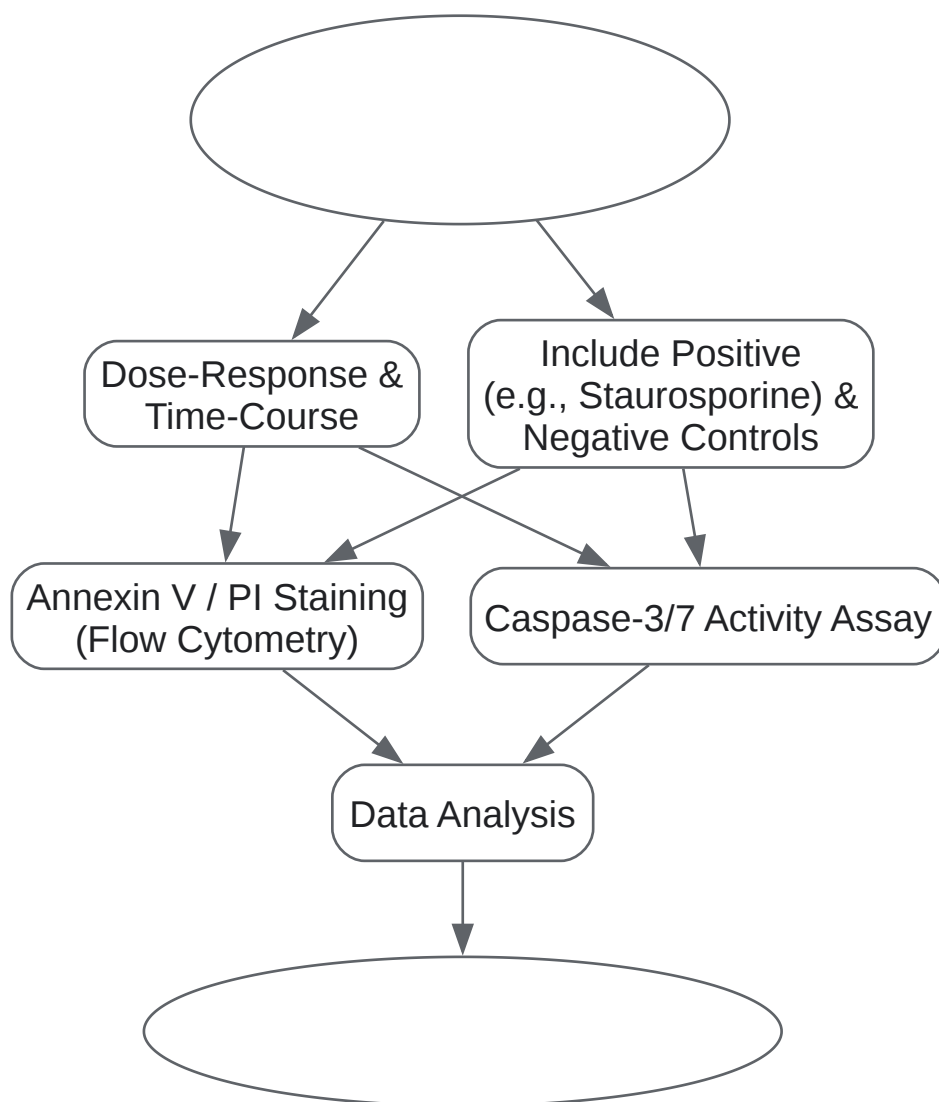 Dose-Response &
Time-Course
Include Positive
(e.g., Staurosporine) &
Negative Controls
Annexin V / PI Staining
(Flow Cytometry)
Caspase-3/7 Activity Assay
Data Analysis